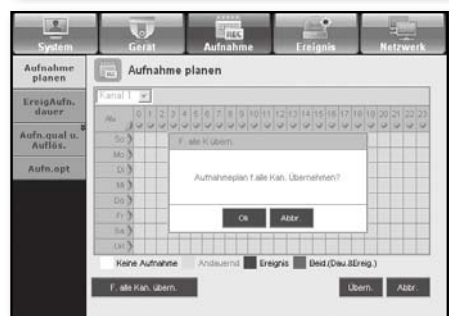 System Gerät Aufnahme Ereignis Netzwerk
Aufnahme planen
EreigAufn. dauer
Aufn.qual u. Auflös.
Aufn.opt
Aufnahme planen
Kanal 1
Alle 0 1 2 3 4 5 6 7 8 9 10 11 12 13 14 15 16 17 18 19 20 21 22 23
So
Mo
Di
Mi
Do
Fr
Sa
F. alle K übern.
Aufnahmeplan f.alle Kan. Übernehmen?
Ok Abbr.
Keine Aufnahme Andauernd Ereignis Beid.(Dau.&Ereig.)
F. alle Kan. übern. Übern. Abbr.